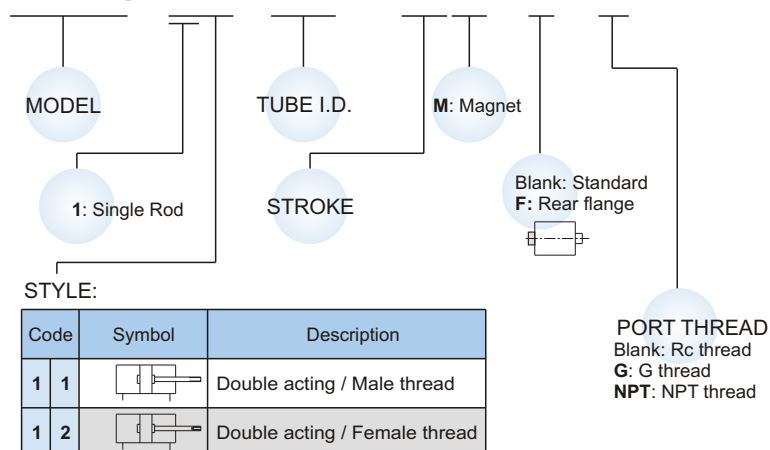 MODEL
TUBE I.D.
M: Magnet
1: Single Rod
STROKE
Blank: Standard
F: Rear flange
STYLE:
Code Symbol Description
1 1 Double acting / Male thread
1 2 Double acting / Female thread
PORT THREAD
Blank: Rc thread
G: G thread
NPT: NPT thread